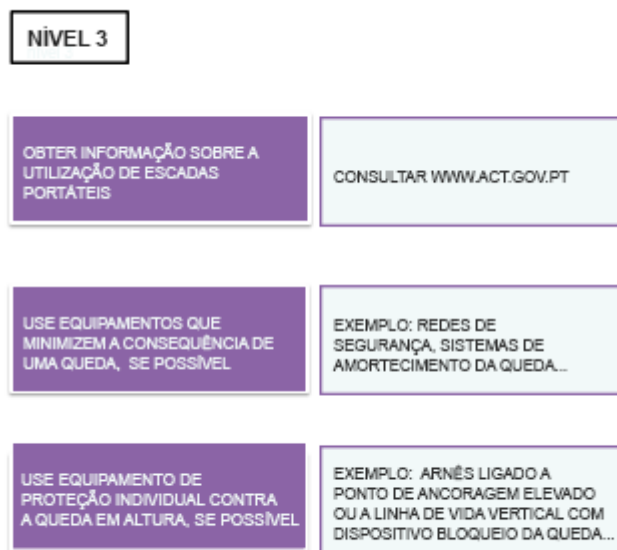 NÍVEL 3
OBTER INFORMAÇÃO SOBRE A
UTILIZAÇÃO DE ESCADAS
PORTÁTEIS
CONSULTAR WWW.ACT.GOV.PT
USE EQUIPAMENTOS QUE
MINIMIZEM A CONSEQUÊNCIA DE
UMA QUEDA, SE POSSÍVEL
EXEMPLO: REDES DE
SEGURANÇA, SISTEMAS DE
AMORTECIMENTO DA QUEDA...
USE EQUIPAMENTO DE
PROTEÇÃO INDIVIDUAL CONTRA
A QUEDA EM ALTURA, SE POSSÍVEL
EXEMPLO: ARNÊS LIGADO A
PONTO DE ANCORAGEM ELEVADO
OU A LINHA DE VIDA VERTICAL COM
DISPOSITIVO BLOQUEIO DA QUEDA...